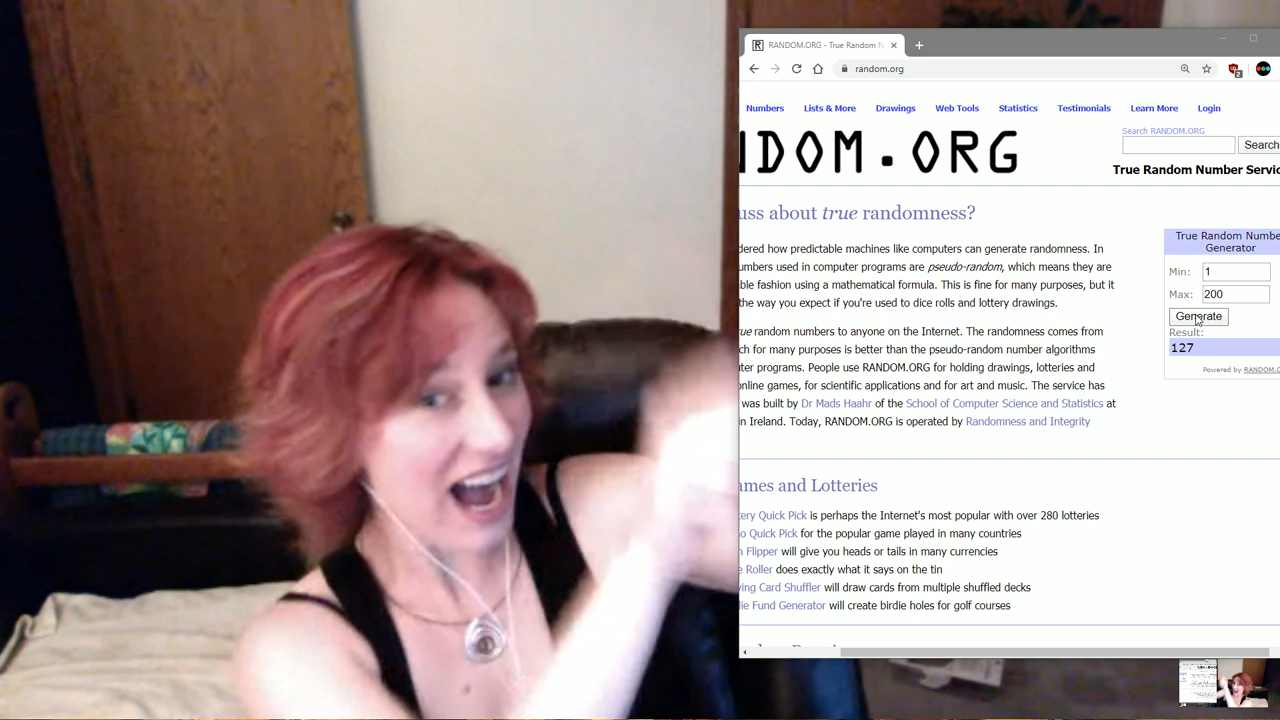 RANDOM.ORG - True Random N
random.org
2
Numbers Lists & More Drawings Web Tools Statistics Testimonials Learn More Login
NDOM.ORG
Search RANDOM.ORG
Search
True Random Number Servic
uss about true randomness?
dered how predictable machines like computers can generate randomness. In
umbers used in computer programs are pseudo-random, which means they are
ble fashion using a mathematical formula. This is fine for many purposes, but it
the way you expect if you're used to dice rolls and lottery drawings.
rue random numbers to anyone on the Internet. The randomness comes from
ch for many purposes is better than the pseudo-random number algorithms
uter programs. People use RANDOM.ORG for holding drawings, lotteries and
online games, for scientific applications and for art and music. The service has
was built by Dr Mads Haahr of the School of Computer Science and Statistics at
in Ireland. Today, RANDOM.ORG is operated by Randomness and Integrity
True Random Numbe
Generator
Min: 1
Max: 200
Generate
Result:
127
Powered by RANDOM.O
ames and Lotteries
tery Quick Pick is perhaps the Internet's most popular with over 280 lotteries
o Quick Pick for the popular game played in many countries
n Flipper will give you heads or tails in many currencies
e Roller does exactly what it says on the tin
ying Card Shuffler will draw cards from multiple shuffled decks
die Fund Generator will create birdie holes for golf courses